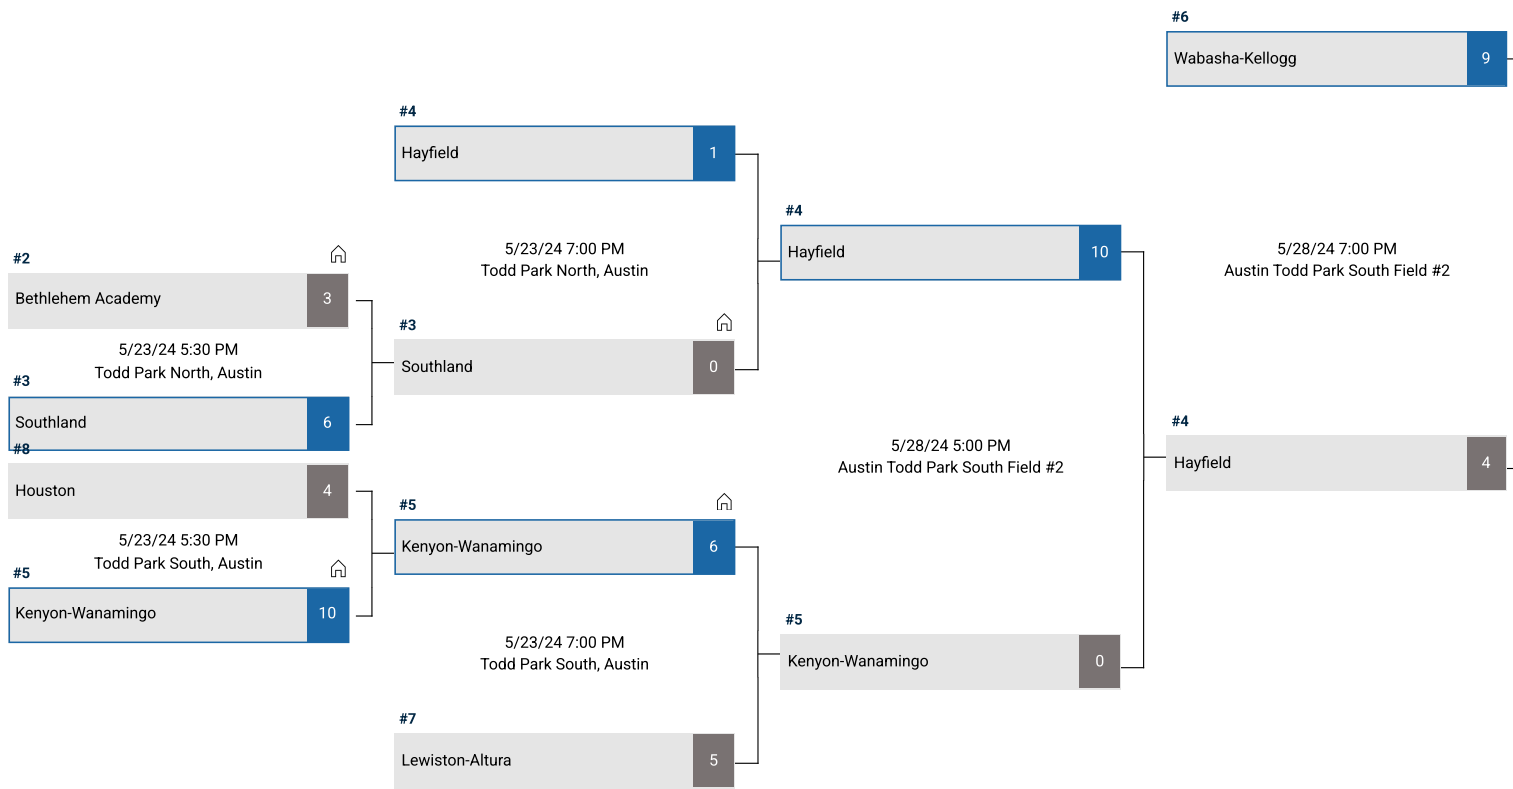 #6
Wabasha-Kellogg
9
#4
Hayfield
1
#4
Hayfield
10
5/23/24 7:00 PM
Todd Park North, Austin
5/28/24 7:00 PM
Austin Todd Park South Field #2
#2
Bethlehem Academy
3
#3
Southland
0
5/23/24 5:30 PM
Todd Park North, Austin
#3
Southland
6
#8
Houston
4
5/28/24 5:00 PM
Austin Todd Park South Field #2
#4
Hayfield
4
#5
Kenyon-Wanamingo
6
5/23/24 5:30 PM
Todd Park South, Austin
#5
Kenyon-Wanamingo
10
5/23/24 7:00 PM
Todd Park South, Austin
#5
Kenyon-Wanamingo
0
#7
Lewiston-Altura
5